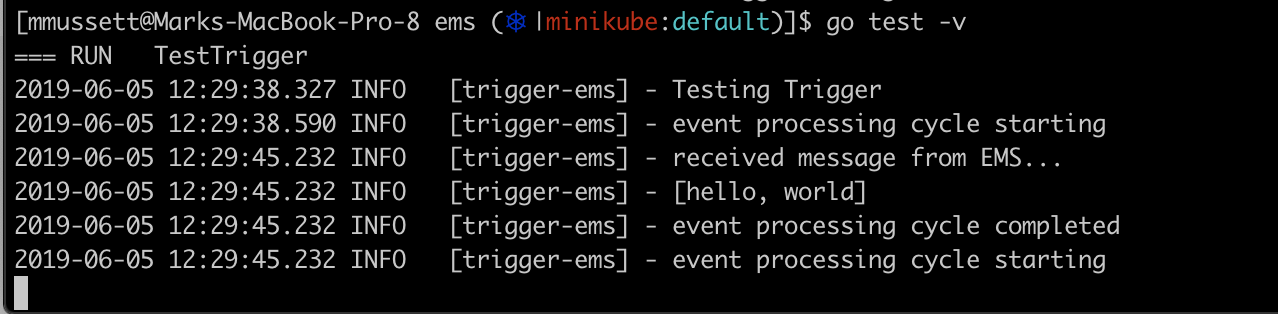 [mmussett@Marks-MacBook-Pro-8 ems (⎈ |minikube:default)]$ go test -v
=== RUN   TestTrigger
2019-06-05 12:29:38.327 INFO   [trigger-ems] - Testing Trigger
2019-06-05 12:29:38.590 INFO   [trigger-ems] - event processing cycle starting
2019-06-05 12:29:45.232 INFO   [trigger-ems] - received message from EMS...
2019-06-05 12:29:45.232 INFO   [trigger-ems] - [hello, world]
2019-06-05 12:29:45.232 INFO   [trigger-ems] - event processing cycle completed
2019-06-05 12:29:45.232 INFO   [trigger-ems] - event processing cycle starting